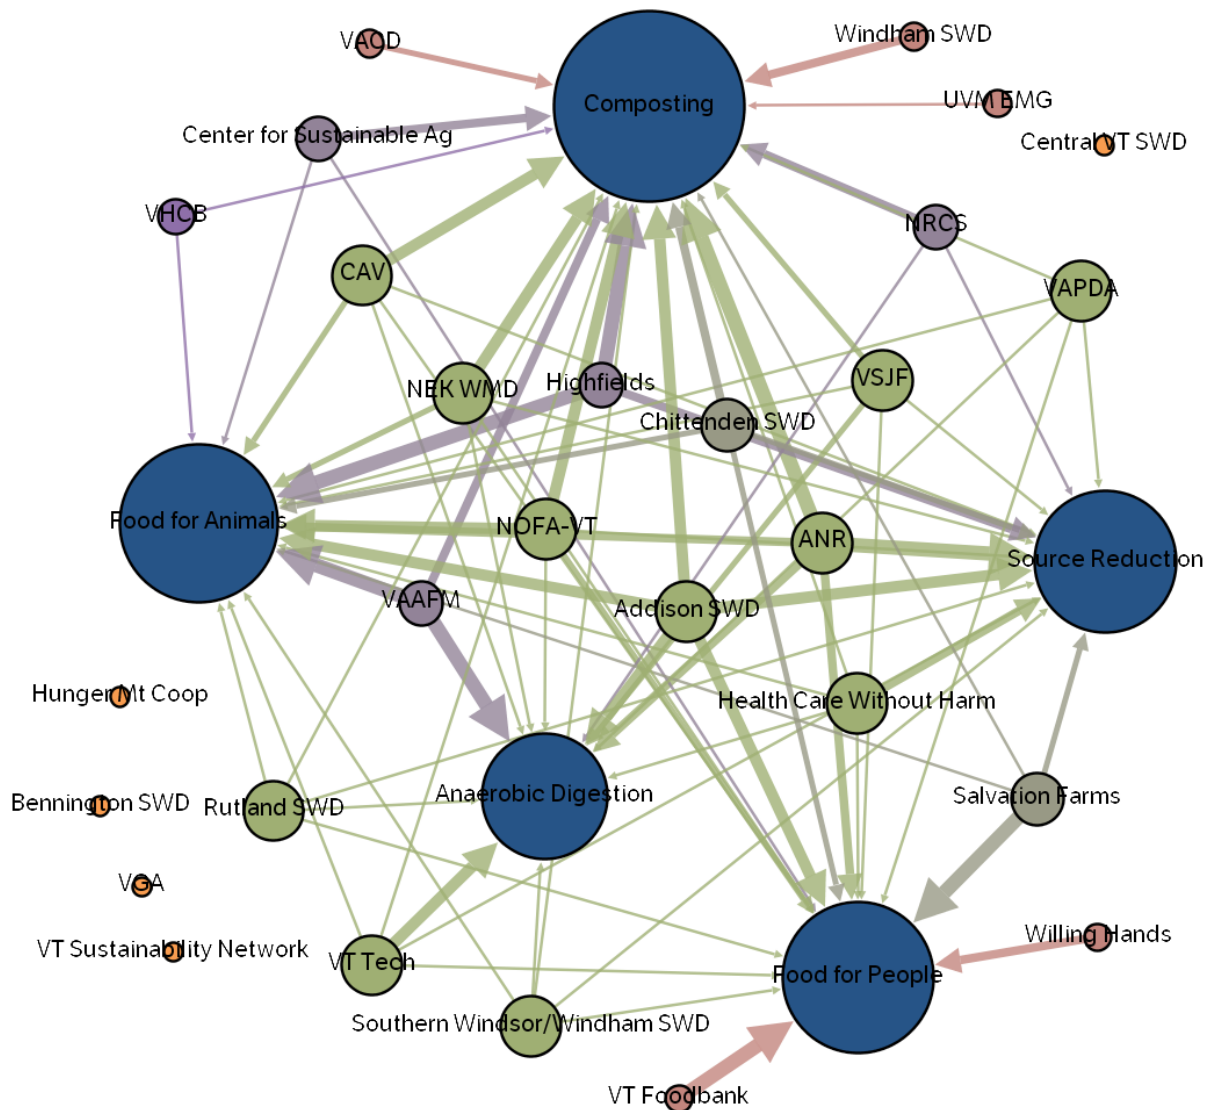 VACD
Windham SWD
Composting
UVM EMG
Center for Sustainable Ag
Central VT SWD
VHCB
NRCS
CAV
VAPDA
NEK WMD
Highfields
VSJF
Chittenden SWD
Food for Animals
NOFA-VT
ANR
Source Reduction
VAAFM
Addison SWD
Hunger Mt Coop
Health Care Without Harm
Bennington SWD
Rutland SWD
Anaerobic Digestion
Salvation Farms
VGA
VT Sustainability Network
VT Tech
Willing Hands
Food for People
Southern Windsor/Windham SWD
VT Foodbank